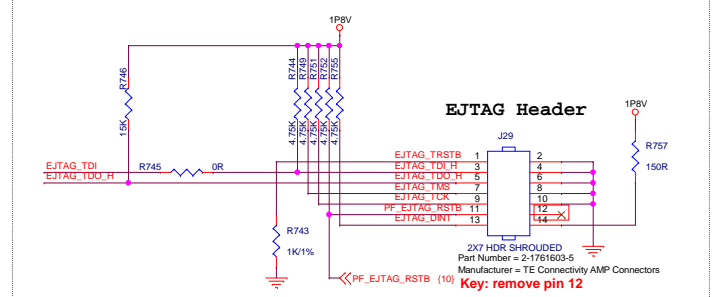 1P8V
R746
R744
R749
R751
R752
R755
15K
4.75K
4.75K
4.75K
4.75K
4.75K
EJTAG Header
1P8V
J29
R757
150R
EJTAG_TDI
R745
0R
EJTAG_TDO_H
EJTAG_TRSTB 1 2
EJTAG_TDI_H 3 4
EJTAG_TDO_H 5 6
EJTAG_TMS 7 8
EJTAG_TCK 9 10
PF_EJTAG_RSTB 11 12
EJTAG_DINT 13 14
R743
1K/1%
2X7 HDR SHROUDED
Part Number = 2-1761603-5
Manufacturer = TE Connectivity AMP Connectors
PF_EJTAG_RSTB {10}
Key: remove pin 12